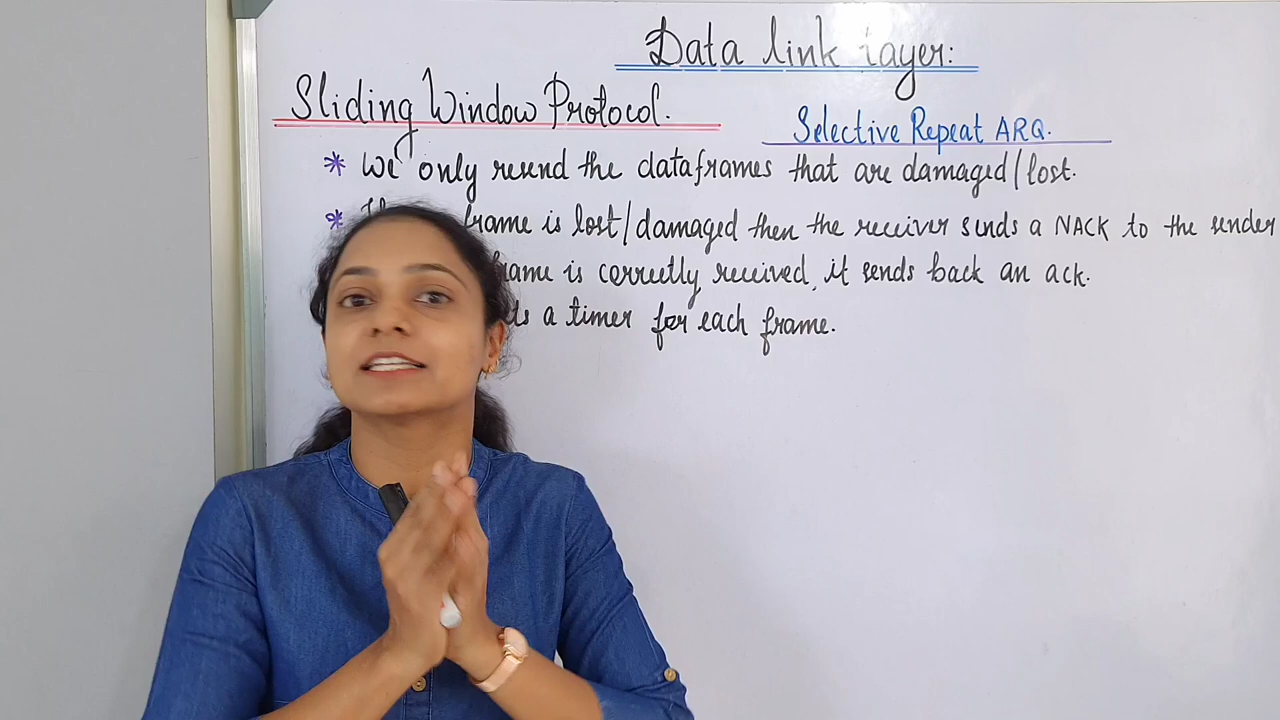 Data link layer:
Sliding Window Protocol.
Selective Repeat ARQ.
* We only resend the dataframes that are damaged/lost.
* frame is lost/damaged then the receiver sends a NACK to the sender
frame is correctly received, it sends back an ack.
a timer for each frame.